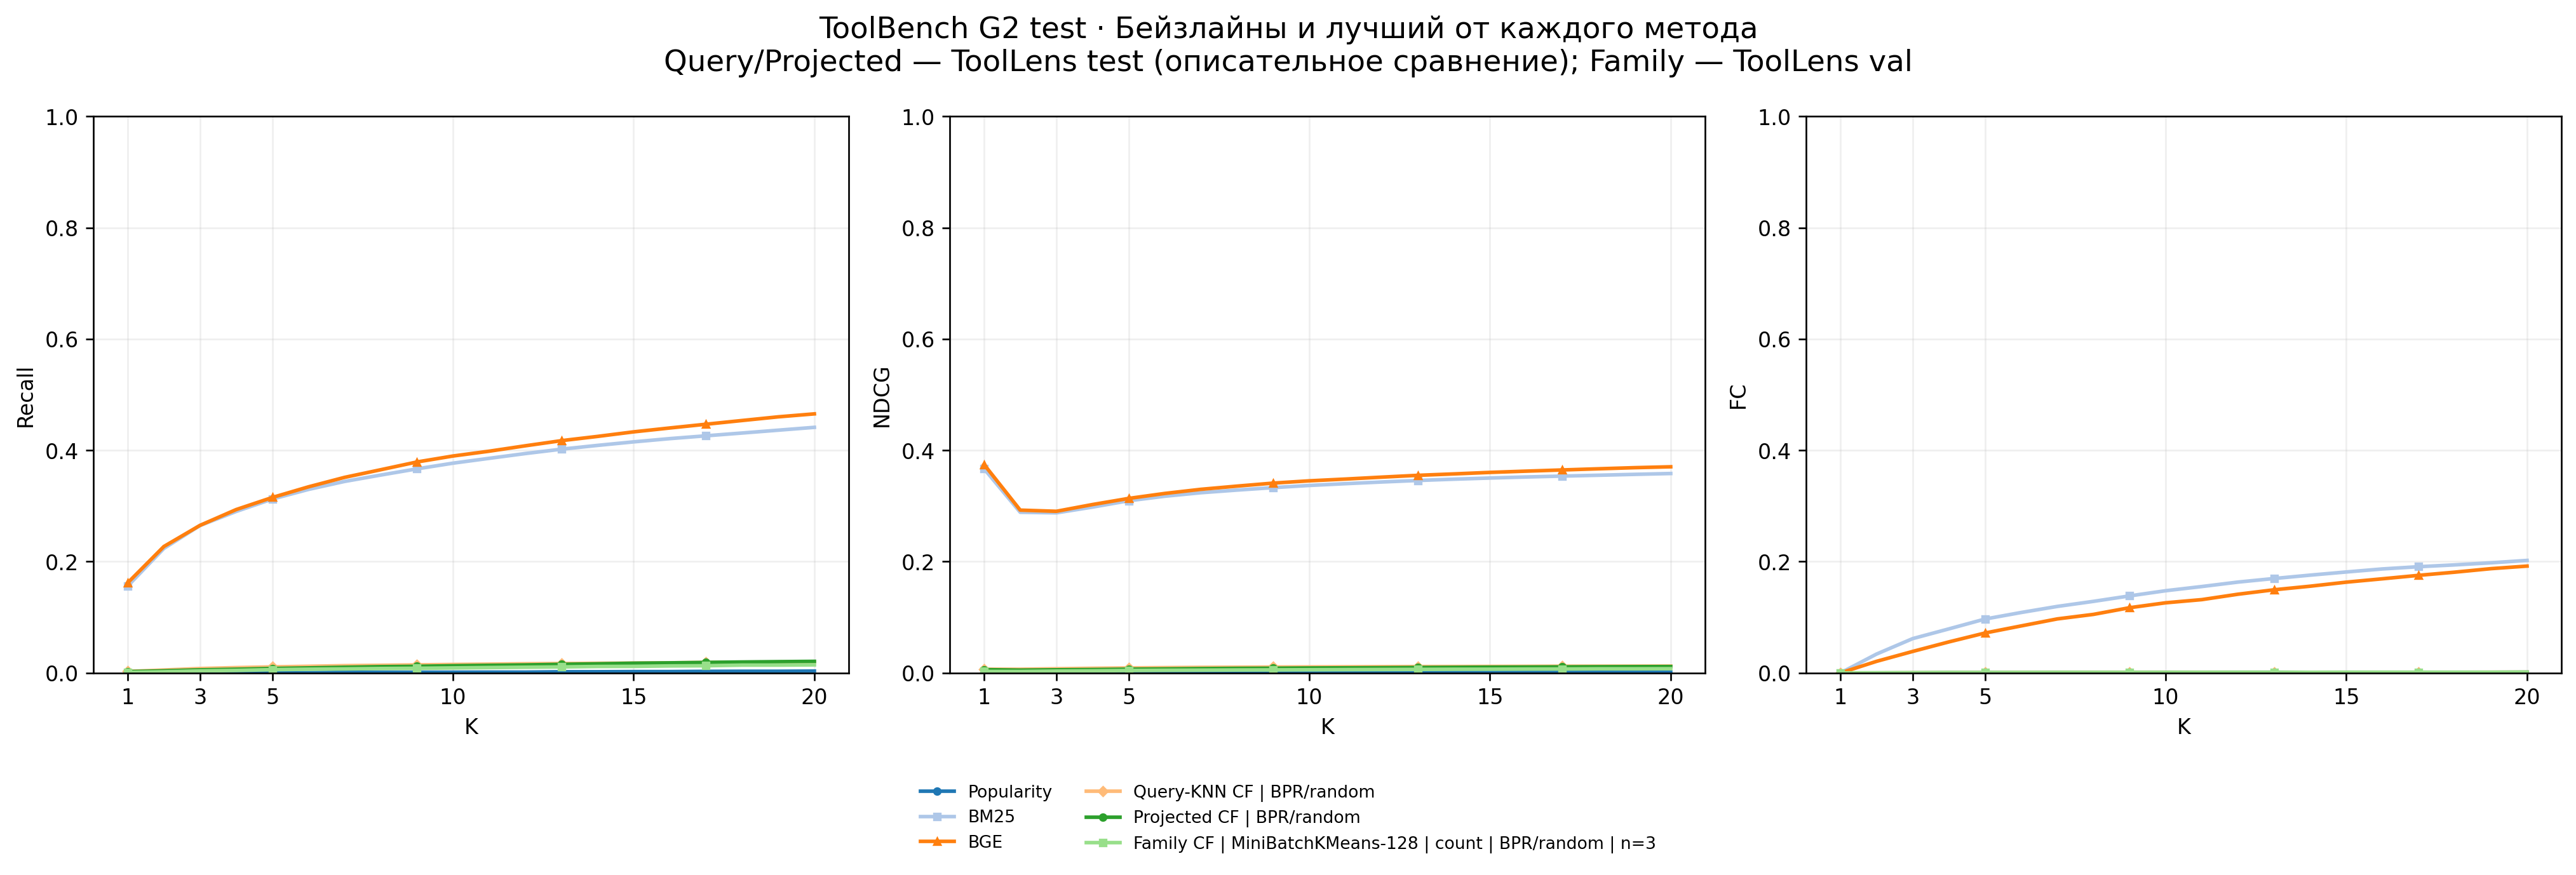 ToolBench G2 test · Бейзлайны и лучший от каждого метода
Query/Projected — ToolLens test (описательное сравнение); Family — ToolLens val
1.0
0.8
0.6
0.4
0.2
0.0
Recall
1 3 5 10 15 20
K
1.0
0.8
0.6
0.4
0.2
0.0
NDCG
1 3 5 10 15 20
K
1.0
0.8
0.6
0.4
0.2
0.0
FC
1 3 5 10 15 20
K
Popularity
BM25
BGE
Query-KNN CF | BPR/random
Projected CF | BPR/random
Family CF | MiniBatchKMeans-128 | count | BPR/random | n=3